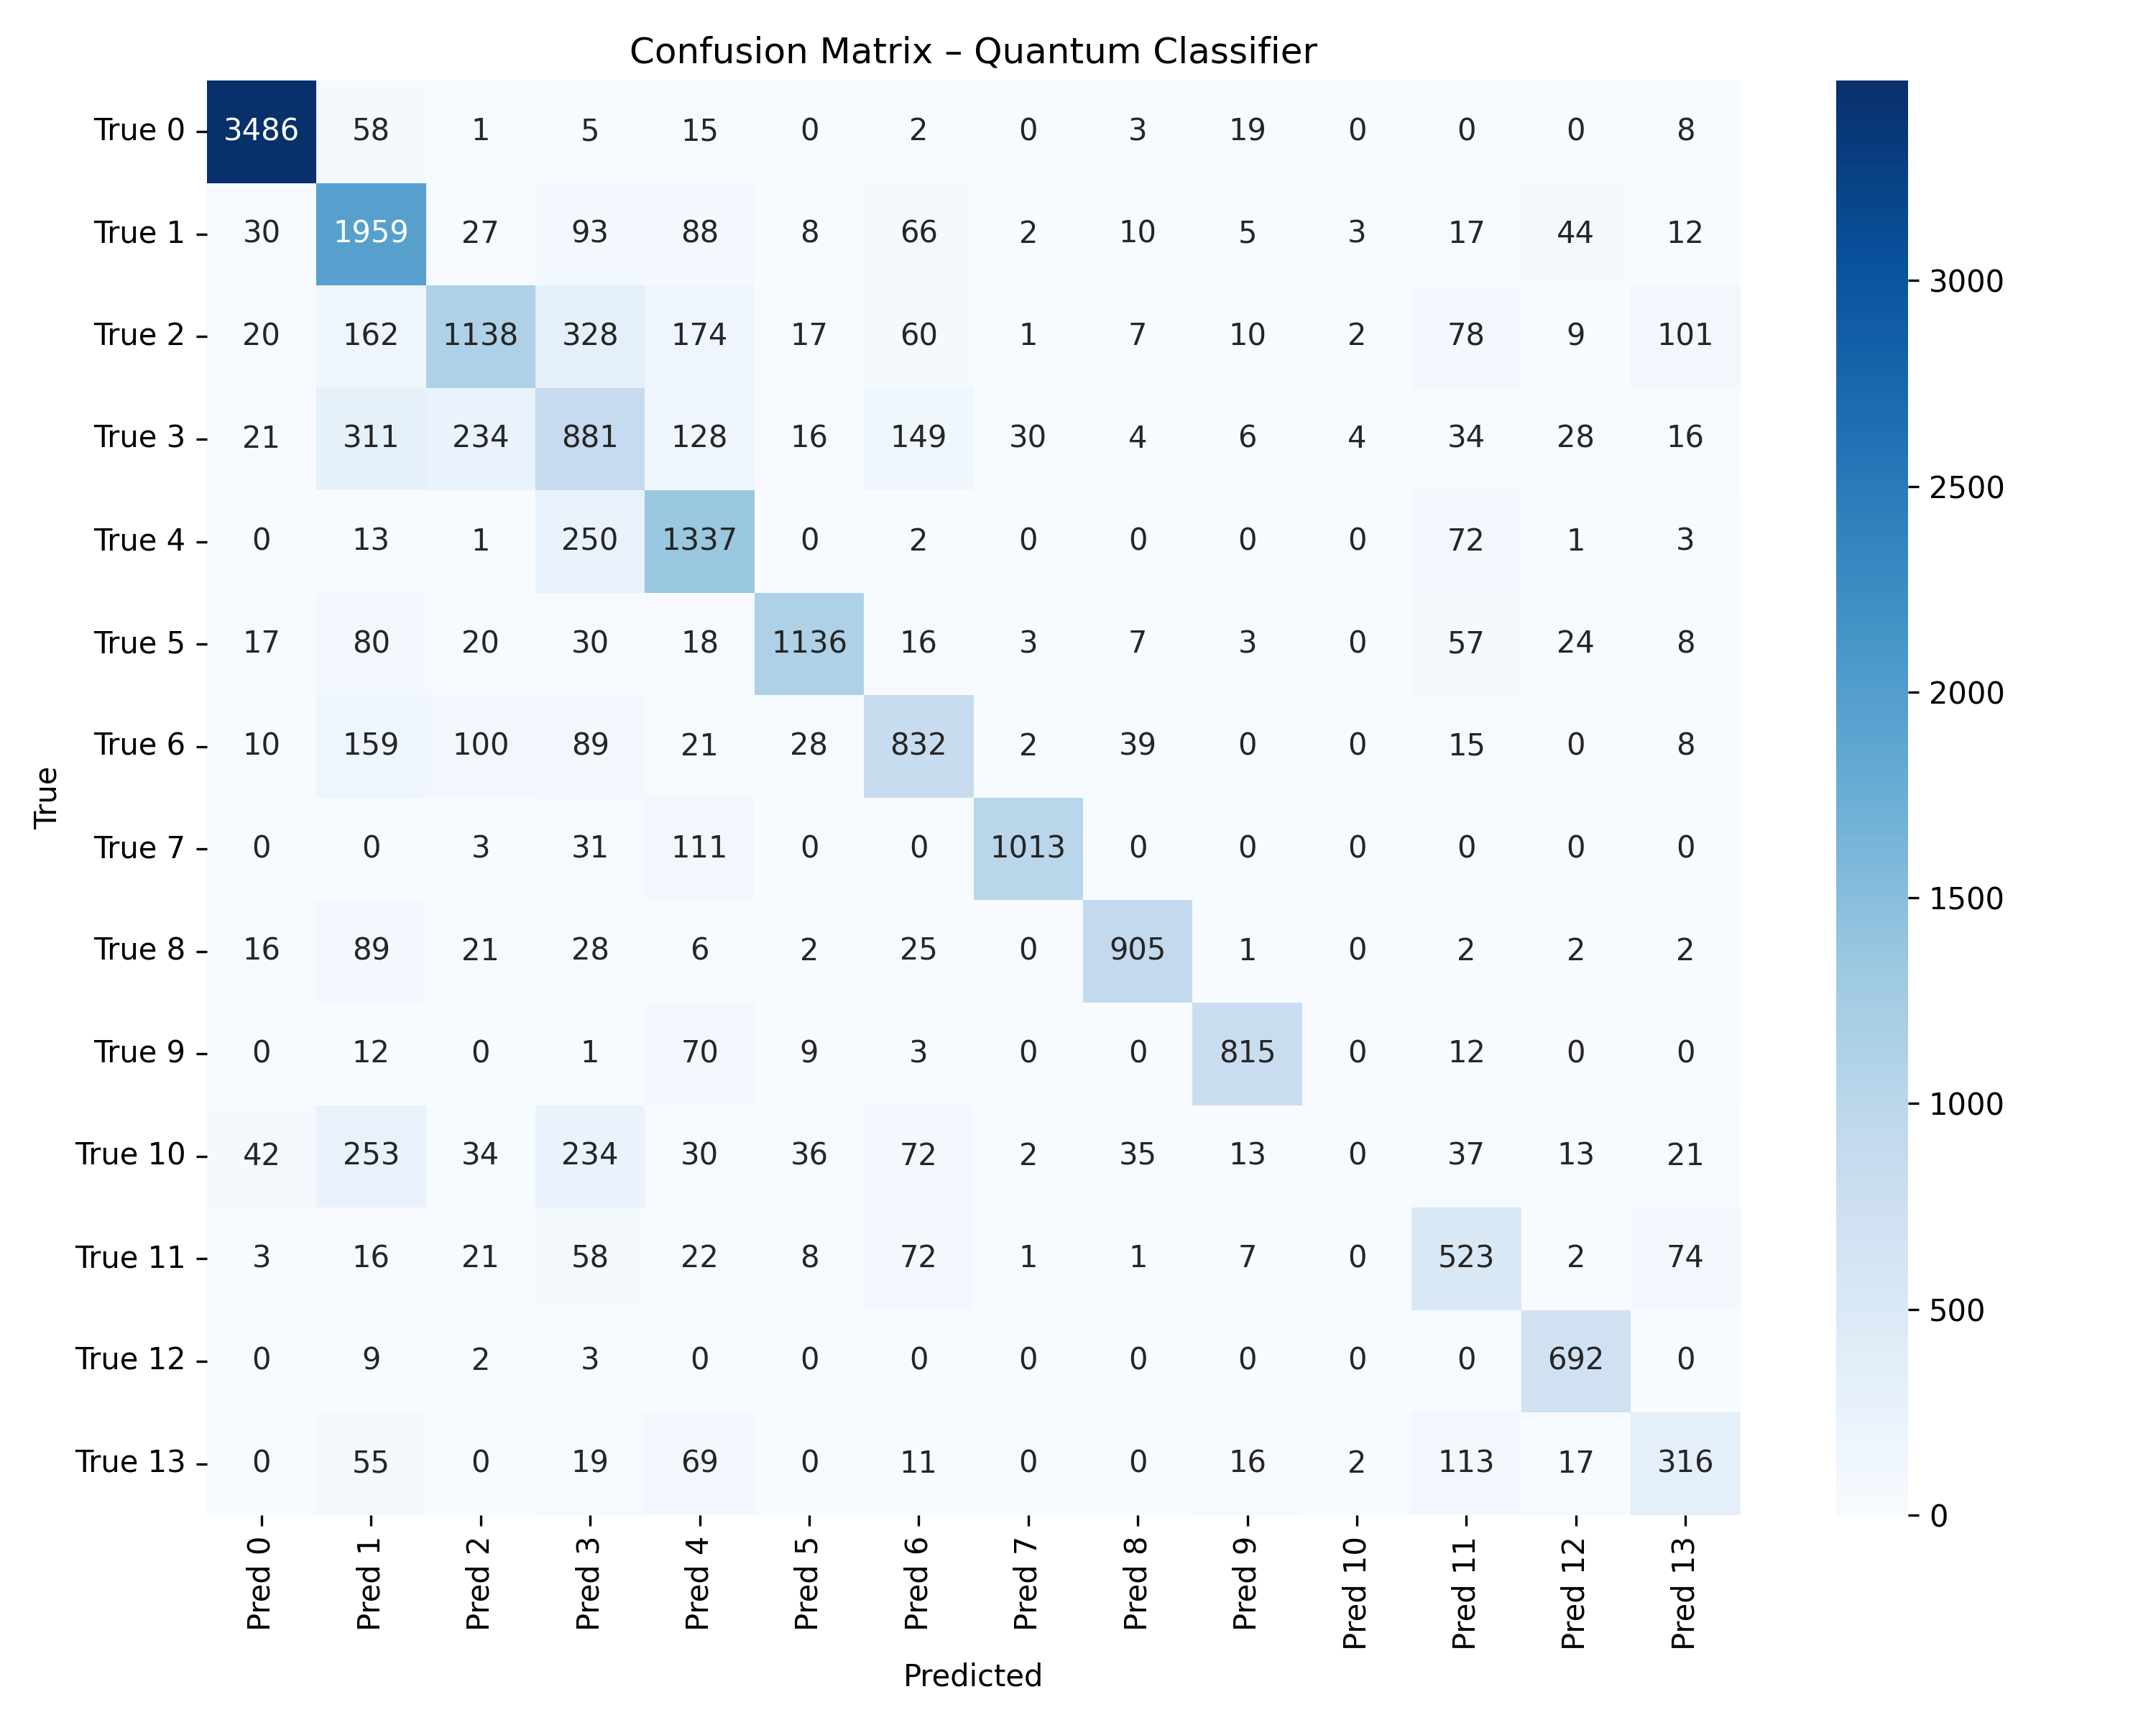 Confusion Matrix – Quantum Classifier
True 0 3486 58 1 5 15 0 2 0 3 19 0 0 0 8
True 1 30 1959 27 93 88 8 66 2 10 5 3 17 44 12
True 2 20 162 1138 328 174 17 60 1 7 10 2 78 9 101
True 3 21 311 234 881 128 16 149 30 4 6 4 34 28 16
True 4 0 13 1 250 1337 0 2 0 0 0 0 72 1 3
True 5 17 80 20 30 18 1136 16 3 7 3 0 57 24 8
True 6 10 159 100 89 21 28 832 2 39 0 0 15 0 8
True 7 0 0 3 31 111 0 0 1013 0 0 0 0 0 0
True 8 16 89 21 28 6 2 25 0 905 1 0 2 2 2
True 9 0 12 0 1 70 9 3 0 0 815 0 12 0 0
True 10 42 253 34 234 30 36 72 2 35 13 0 37 13 21
True 11 3 16 21 58 22 8 72 1 1 7 0 523 2 74
True 12 0 9 2 3 0 0 0 0 0 0 0 0 692 0
True 13 0 55 0 19 69 0 11 0 0 16 2 113 17 316
Pred 0 Pred 1 Pred 2 Pred 3 Pred 4 Pred 5 Pred 6 Pred 7 Pred 8 Pred 9 Pred 10 Pred 11 Pred 12 Pred 13
Predicted
True
3000
2500
2000
1500
1000
500
0